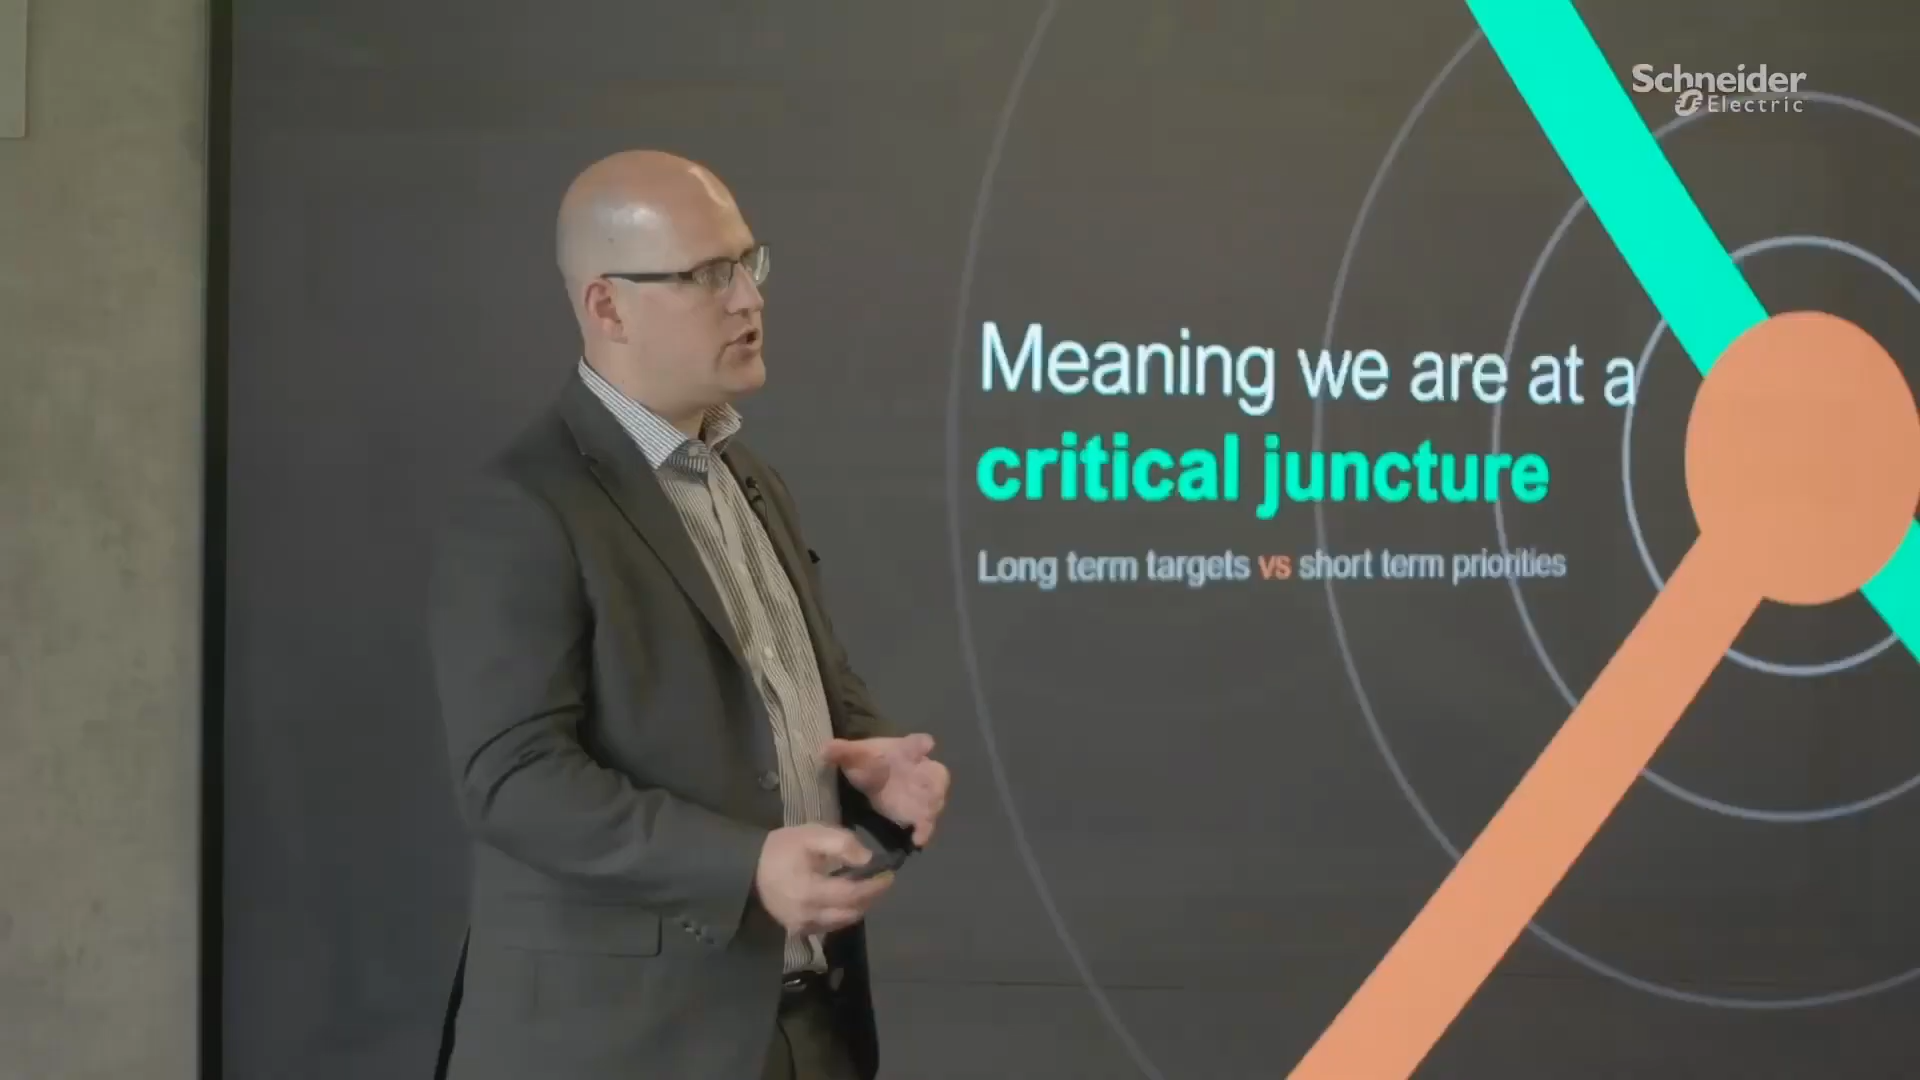 Schneider
Electric
Meaning we are at a
critical juncture
Long term targets vs short term priorities